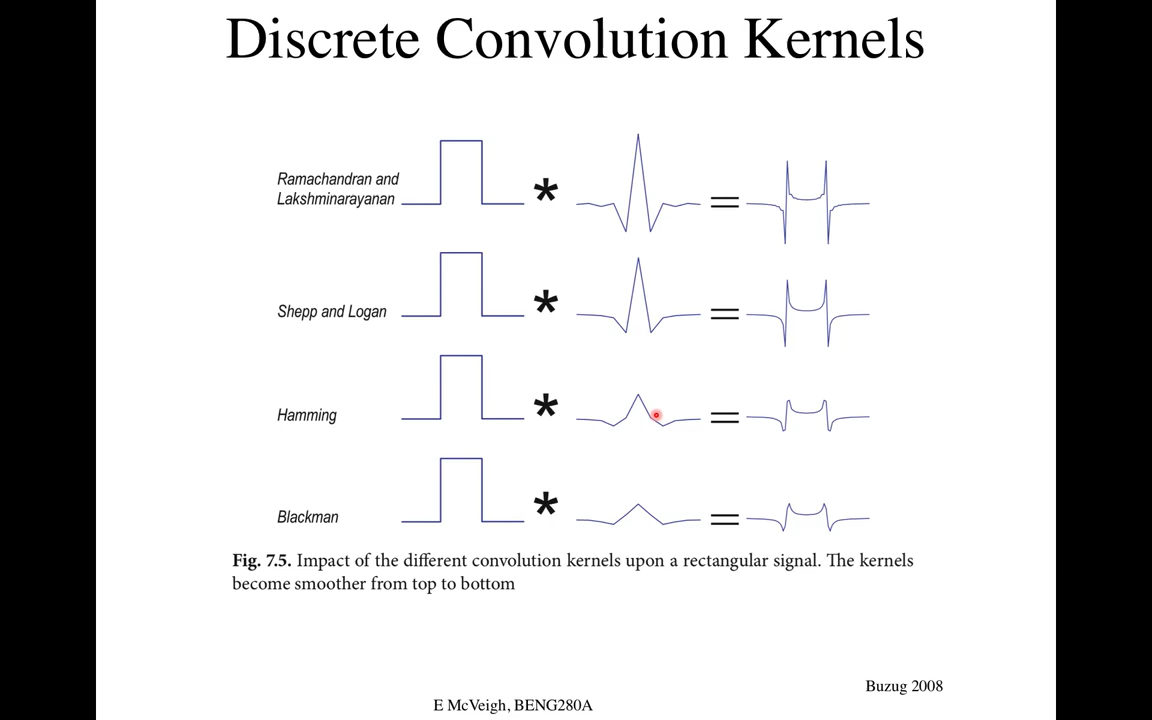 Discrete Convolution Kernels
Ramachandran and
Lakshminarayanan
*
=
Shepp and Logan
*
=
Hamming
*
=
Blackman
*
=
Fig. 7.5. Impact of the different convolution kernels upon a rectangular signal. The kernels
become smoother from top to bottom
Buzug 2008
E McVeigh, BENG280A